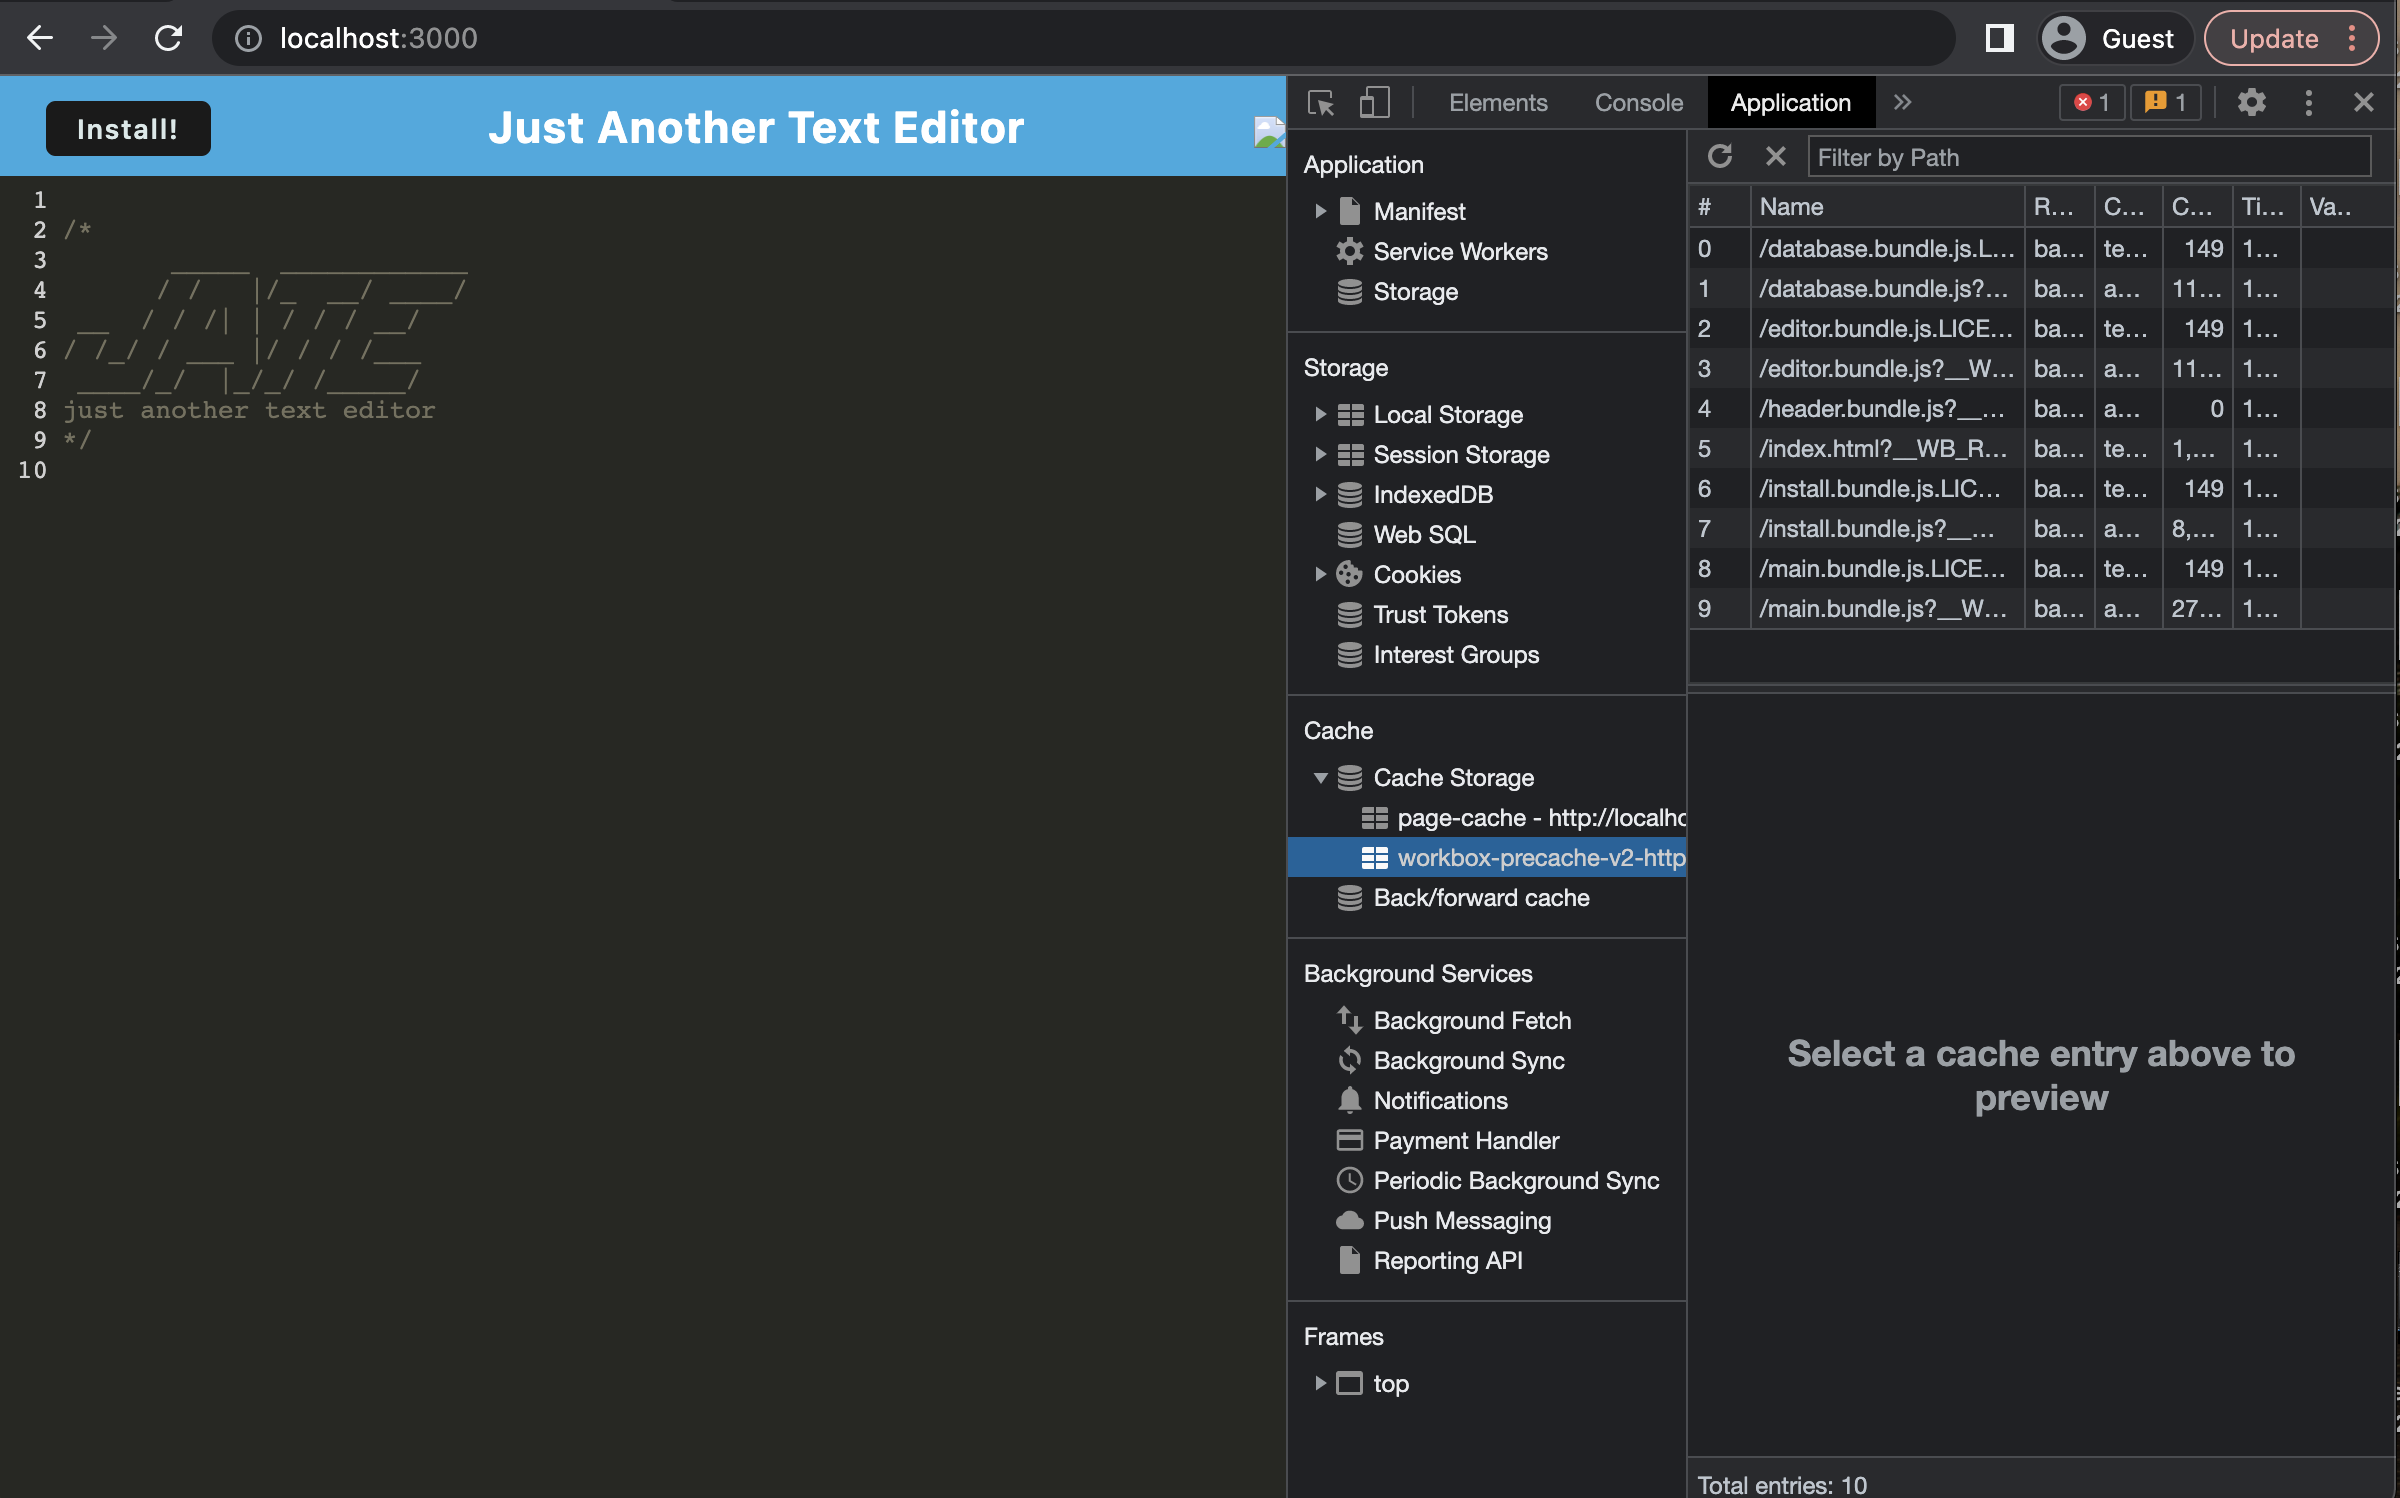 localhost:3000
Guest
Update
Install!
Just Another Text Editor
1
2 /*
3
4
5
6
7
8 just another text editor
9 */
10
Elements
Console
Application
1
1
Application
Manifest
Service Workers
Storage
Storage
Local Storage
Session Storage
IndexedDB
Web SQL
Cookies
Trust Tokens
Interest Groups
Cache
Cache Storage
page-cache - http://localho
workbox-precache-v2-http
Back/forward cache
Background Services
Background Fetch
Background Sync
Notifications
Payment Handler
Periodic Background Sync
Push Messaging
Reporting API
Frames
top
Filter by Path
# Name R... C... C... Ti... Va..
0 /database.bundle.js.L... ba... te... 149 1...
1 /database.bundle.js?... ba... a... 11... 1...
2 /editor.bundle.js.LICE... ba... te... 149 1...
3 /editor.bundle.js?__W... ba... a... 11... 1...
4 /header.bundle.js?__... ba... a... 0 1...
5 /index.html?__WB_R... ba... te... 1,... 1...
6 /install.bundle.js.LIC... ba... te... 149 1...
7 /install.bundle.js?__... ba... a... 8,... 1...
8 /main.bundle.js.LICE... ba... te... 149 1...
9 /main.bundle.js?__W... ba... a... 27... 1...
Select a cache entry above to
preview
Total entries: 10